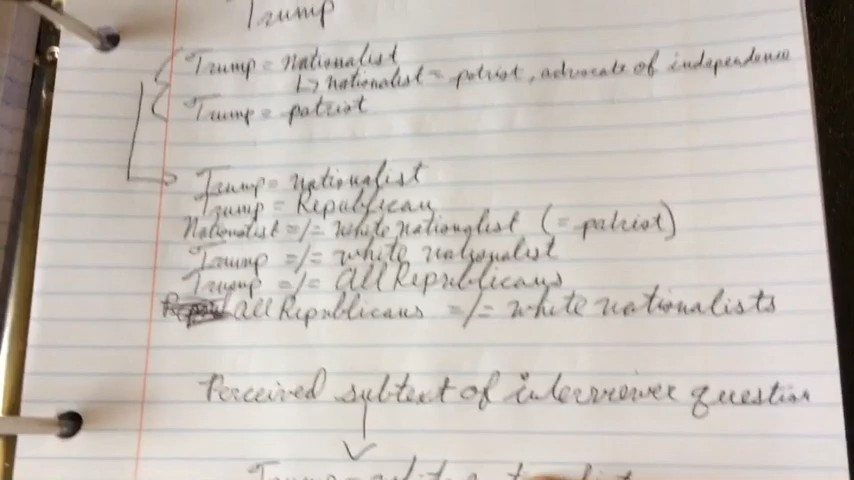 Trump
Trump = nationalist
↳ nationalist = patriot, advocate of independence
Trump = patriot
Trump = nationalist
Trump = Republican
Nationalist =/= white nationalist (= patriot)
Trump =/= white nationalist
Trump =/= All Republicans
All Republicans =/= white nationalists
Perceived subtext of interviewer question
Trump